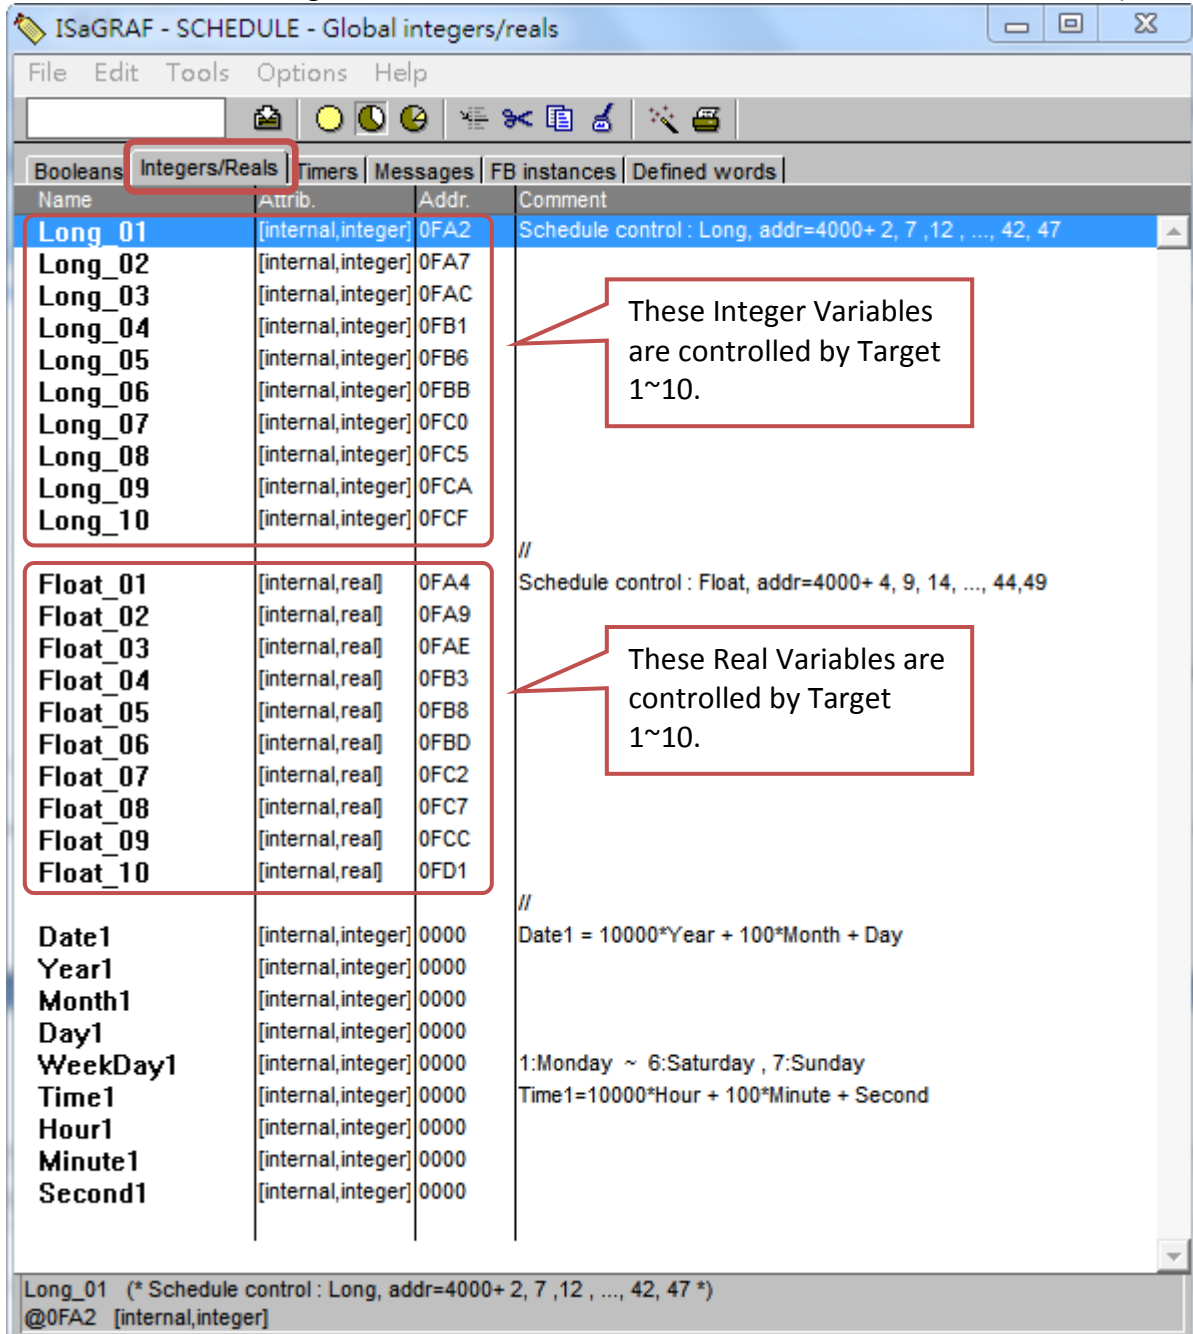 ISaGRAF - SCHEDULE - Global integers/reals
File Edit Tools Options Help
Booleans Integers/Reals Timers Messages FB instances Defined words
Name Attrib. Addr. Comment
Long_01 [internal,integer] 0FA2 Schedule control : Long, addr=4000+ 2, 7 ,12 , ..., 42, 47
Long_02 [internal,integer] 0FA7
Long_03 [internal,integer] 0FAC
Long_04 [internal,integer] 0FB1
Long_05 [internal,integer] 0FB6
Long_06 [internal,integer] 0FBB
Long_07 [internal,integer] 0FC0
Long_08 [internal,integer] 0FC5
Long_09 [internal,integer] 0FCA
Long_10 [internal,integer] 0FCF
These Integer Variables
are controlled by Target
1~10.
//
Float_01 [internal,real] 0FA4 Schedule control : Float, addr=4000+ 4, 9, 14, ..., 44,49
Float_02 [internal,real] 0FA9
Float_03 [internal,real] 0FAE
Float_04 [internal,real] 0FB3
Float_05 [internal,real] 0FB8
Float_06 [internal,real] 0FBD
Float_07 [internal,real] 0FC2
Float_08 [internal,real] 0FC7
Float_09 [internal,real] 0FCC
Float_10 [internal,real] 0FD1
These Real Variables are
controlled by Target
1~10.
//
Date1 [internal,integer] 0000 Date1 = 10000*Year + 100*Month + Day
Year1 [internal,integer] 0000
Month1 [internal,integer] 0000
Day1 [internal,integer] 0000
WeekDay1 [internal,integer] 0000 1:Monday ~ 6:Saturday , 7:Sunday
Time1 [internal,integer] 0000 Time1=10000*Hour + 100*Minute + Second
Hour1 [internal,integer] 0000
Minute1 [internal,integer] 0000
Second1 [internal,integer] 0000
Long_01 (* Schedule control : Long, addr=4000+ 2, 7 ,12 , ..., 42, 47 *)
@0FA2 [internal,integer]